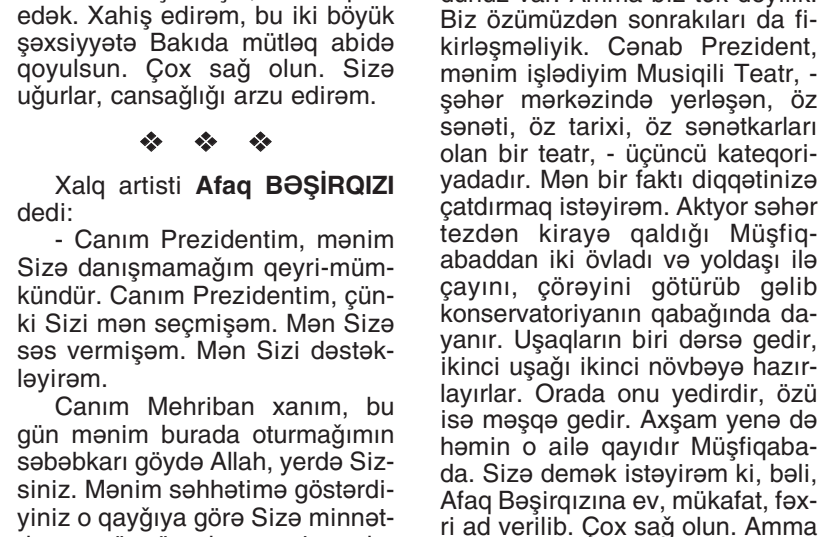 edək. Xahiş edirəm, bu iki böyük
şəxsiyyətə Bakıda mütləq abidə
qoyulsun. Çox sağ olun. Sizə
uğurlar, cansağlığı arzu edirəm.
❖ ❖ ❖
Xalq artisti Afaq BƏŞİRQIZI
dedi:
- Canım Prezidentim, mənim
Sizə danışmamağım qeyri-müm-
kündür. Canım Prezidentim, çün-
ki Sizi mən seçmişəm. Mən Sizə
səs vermişəm. Mən Sizi dəstək-
ləyirəm.
Canım Mehriban xanım, bu
gün mənim burada oturmağımın
səbəbkarı göydə Allah, yerdə Siz-
siniz. Mənim səhhətimə göstərdi-
yiniz o qayğıya görə Sizə minnət-
Biz özümüzdən sonrakıları da fi-
kirləşməliyik. Cənab Prezident,
mənim işlədiyim Musiqili Teatr, -
şəhər mərkəzində yerləşən, öz
sənəti, öz tarixi, öz sənətkarları
olan bir teatr, - üçüncü kateqori-
yadadır. Mən bir faktı diqqətinizə
çatdırmaq istəyirəm. Aktyor səhər
tezdən kirayə qaldığı Müşfiq-
abaddan iki övladı və yoldaşı ilə
çayını, çörəyini götürüb gəlib
konservatoriyanın qabağında da-
yanır. Uşaqların biri dərsə gedir,
ikinci uşağı ikinci növbəyə hazır-
layırlar. Orada onu yedirdir, özü
isə məşqə gedir. Axşam yenə də
həmin o ailə qayıdır Müşfiqaba-
da. Sizə demək istəyirəm ki, bəli,
Afaq Bəşirqızına ev, mükafat, fəx-
ri ad verilib. Çox sağ olun. Amma